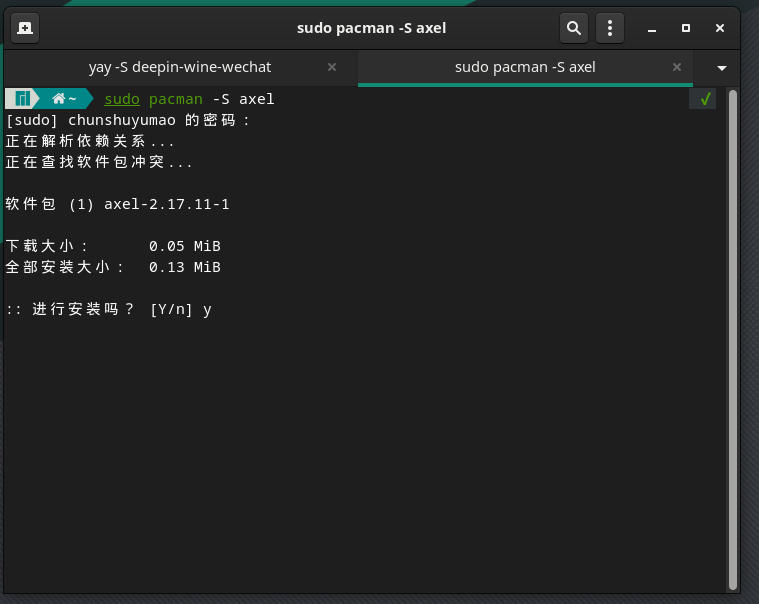 sudo pacman -S axel
yay -S deepin-wine-wechat
sudo pacman -S axel
~ sudo pacman -S axel
[sudo] chunshuyumao 的密码：
正在解析依赖关系...
正在查找软件包冲突...
软件包 (1) axel-2.17.11-1
下载大小： 0.05 MiB
全部安装大小： 0.13 MiB
:: 进行安装吗？ [Y/n] y